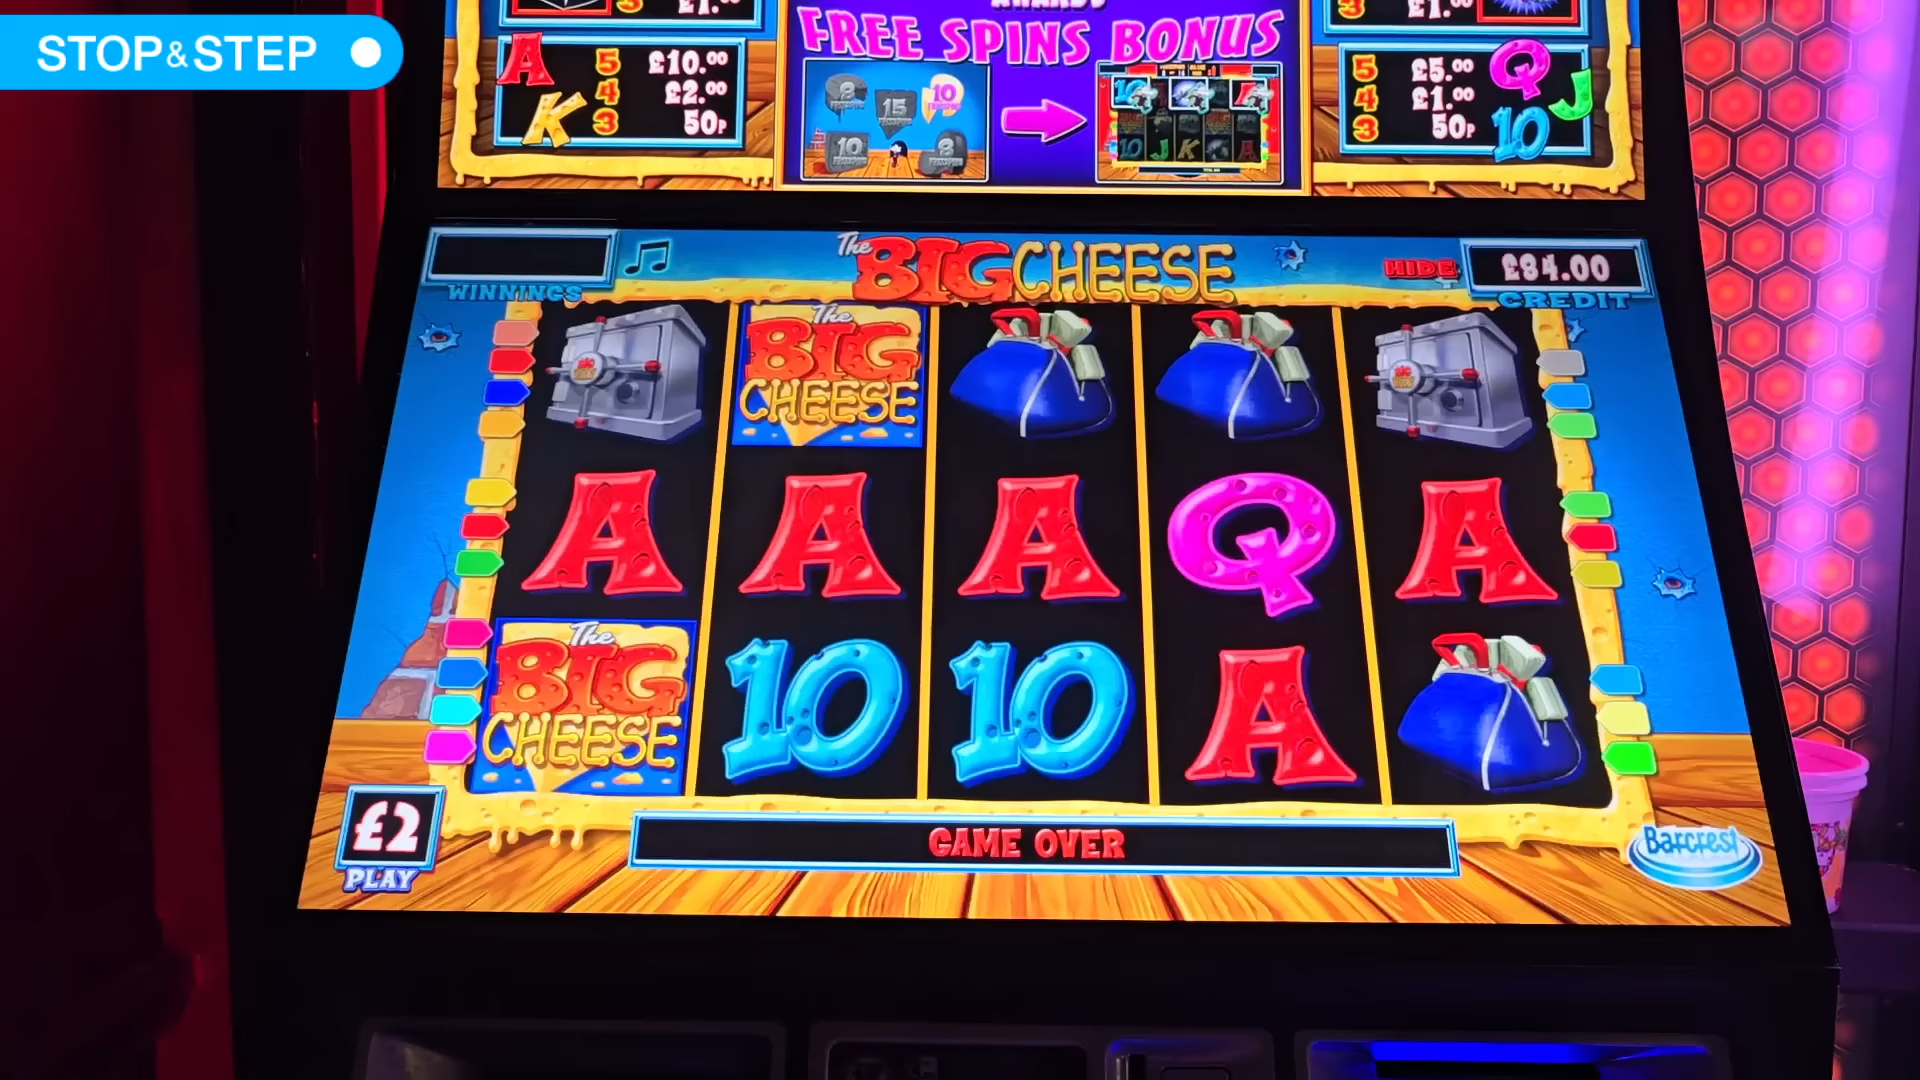 STOP&STEP
FREE SPINS BONUS
A K
5 £10.00
4 £2.00
3 50p
8
15
10
10
8
5 £5.00
4 £1.00
3 50p
Q J 10
WINNINGS
The BIG CHEESE
HIDE
£84.00
CREDIT
The BIG CHEESE
A A A Q A
The BIG CHEESE
10 10 A
£2
PLAY
GAME OVER
Barcrest